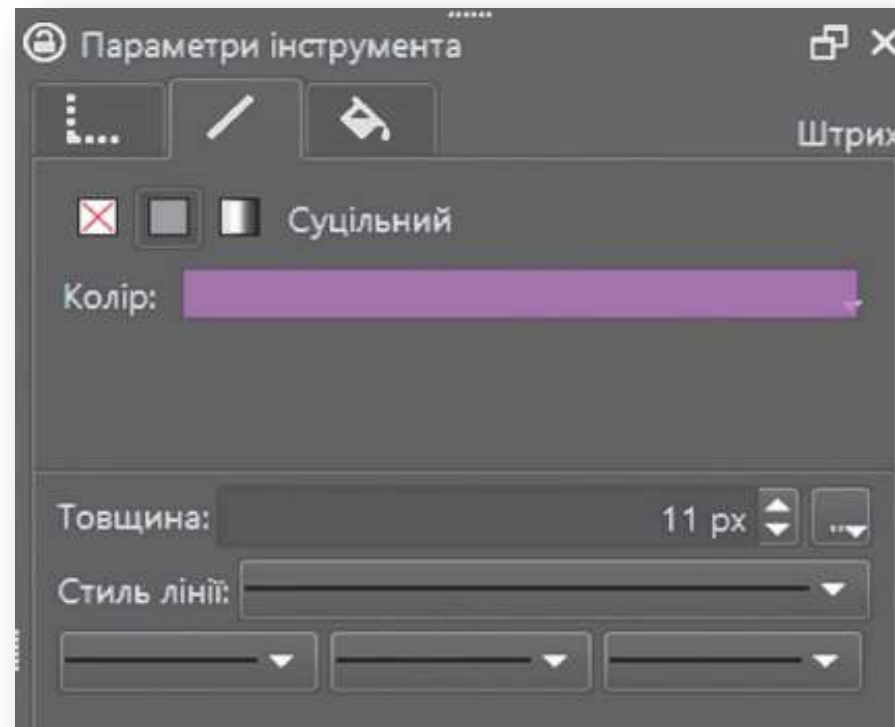 Параметри інструмента
Штрих
Суцільний
Колір:
Товщина: 11 px ...
Стиль лінії: